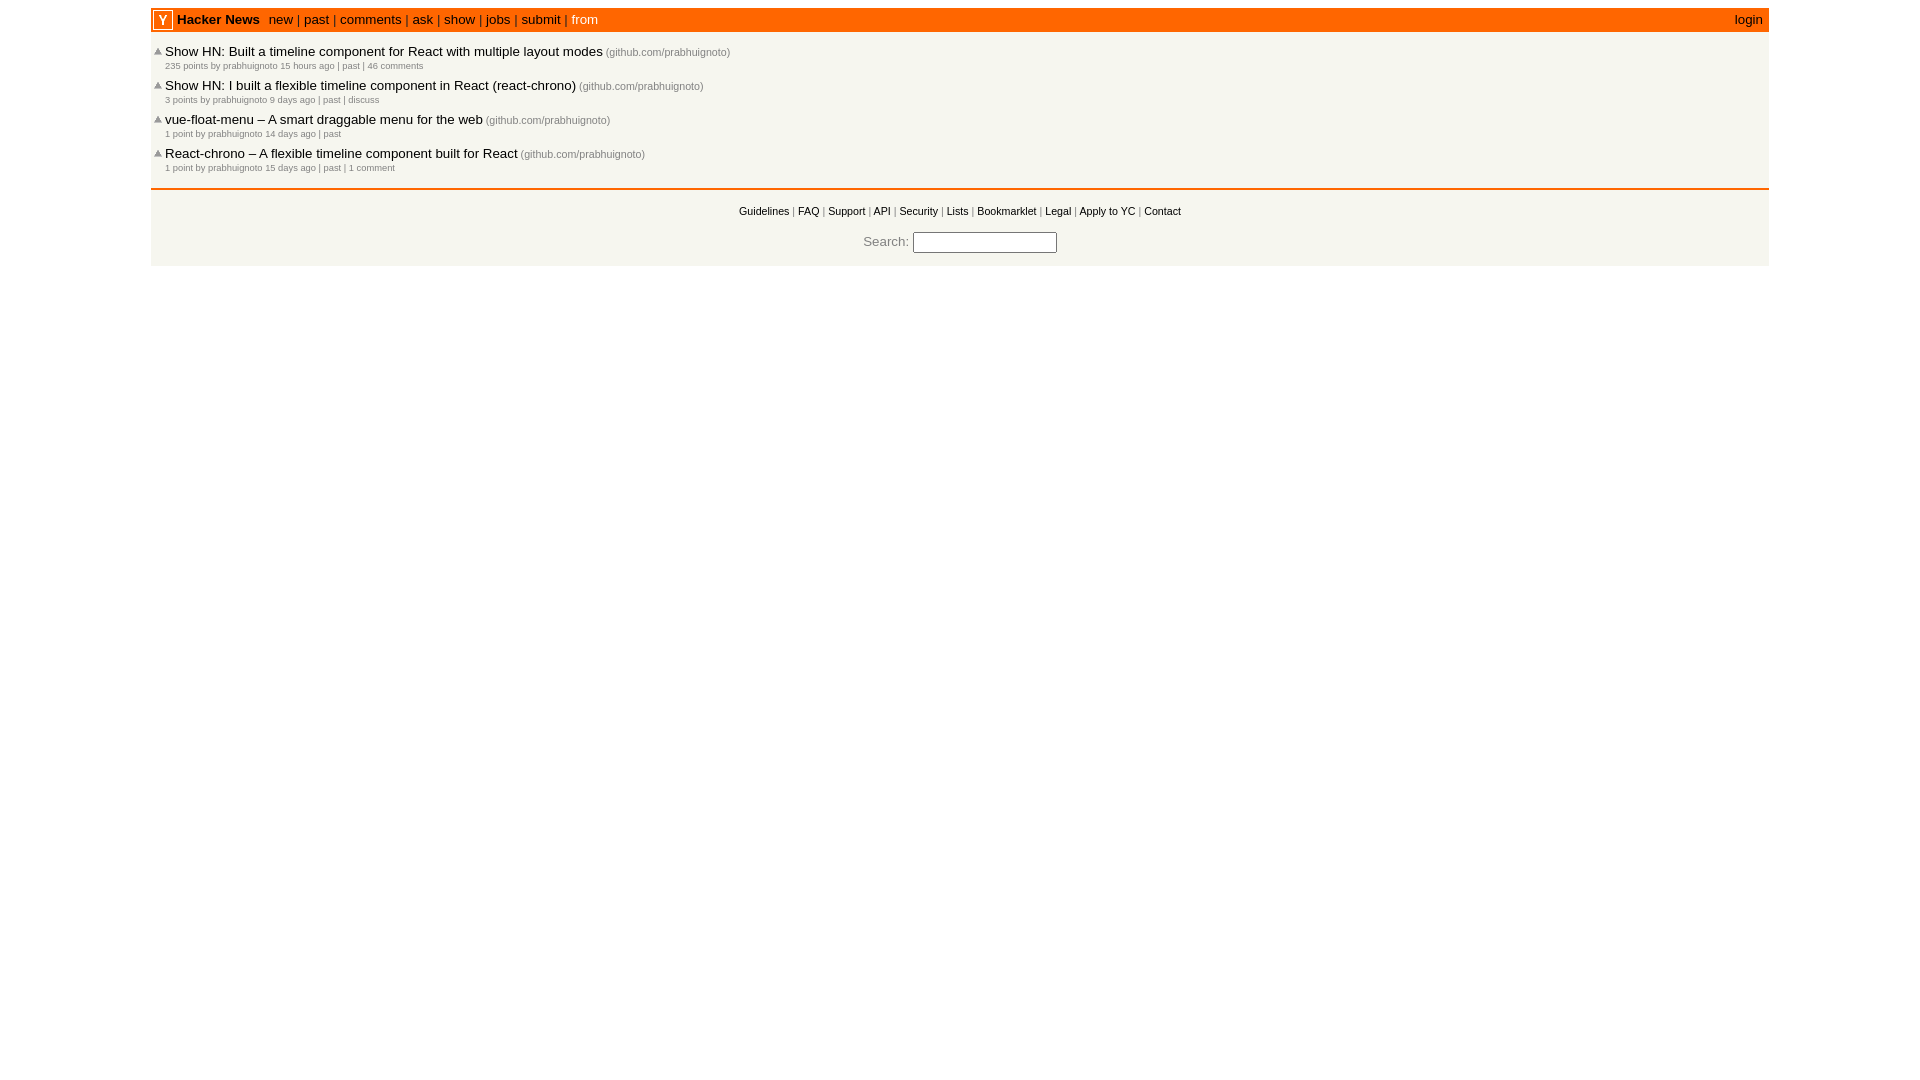 Y Hacker News new | past | comments | ask | show | jobs | submit | from login
Show HN: Built a timeline component for React with multiple layout modes (github.com/prabhuignoto)
235 points by prabhuignoto 15 hours ago | past | 46 comments
Show HN: I built a flexible timeline component in React (react-chrono) (github.com/prabhuignoto)
3 points by prabhuignoto 9 days ago | past | discuss
vue-float-menu – A smart draggable menu for the web (github.com/prabhuignoto)
1 point by prabhuignoto 14 days ago | past
React-chrono – A flexible timeline component built for React (github.com/prabhuignoto)
1 point by prabhuignoto 15 days ago | past | 1 comment
Guidelines | FAQ | Support | API | Security | Lists | Bookmarklet | Legal | Apply to YC | Contact
Search: